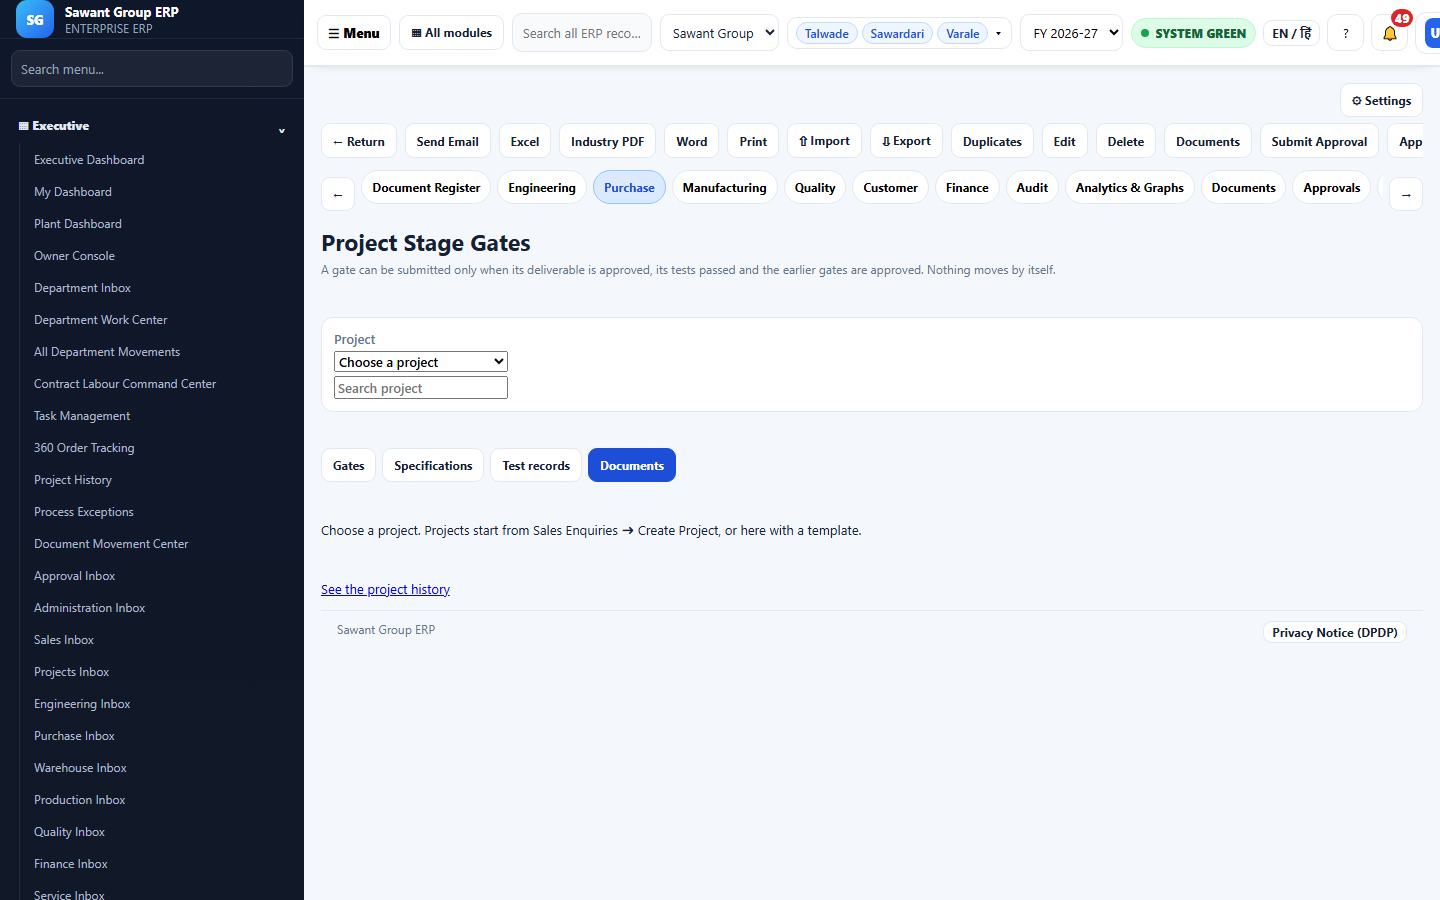 SG
Sawant Group ERP
ENTERPRISE ERP
Search menu...
Executive
Executive Dashboard
My Dashboard
Plant Dashboard
Owner Console
Department Inbox
Department Work Center
All Department Movements
Contract Labour Command Center
Task Management
360 Order Tracking
Project History
Process Exceptions
Document Movement Center
Approval Inbox
Administration Inbox
Sales Inbox
Projects Inbox
Engineering Inbox
Purchase Inbox
Warehouse Inbox
Production Inbox
Quality Inbox
Finance Inbox
Service Inbox
☰ Menu
All modules
Search all ERP reco...
Sawant Group
Talwade Sawardari Varale
FY 2026-27
SYSTEM GREEN
EN / हिं
?
49
U
⚙ Settings
← Return
Send Email
Excel
Industry PDF
Word
Print
⇧ Import
⇩ Export
Duplicates
Edit
Delete
Documents
Submit Approval
App
←
Document Register
Engineering
Purchase
Manufacturing
Quality
Customer
Finance
Audit
Analytics & Graphs
Documents
Approvals
→
Project Stage Gates
A gate can be submitted only when its deliverable is approved, its tests passed and the earlier gates are approved. Nothing moves by itself.
Project
Choose a project
Search project
Gates
Specifications
Test records
Documents
Choose a project. Projects start from Sales Enquiries → Create Project, or here with a template.
See the project history
Sawant Group ERP
Privacy Notice (DPDP)